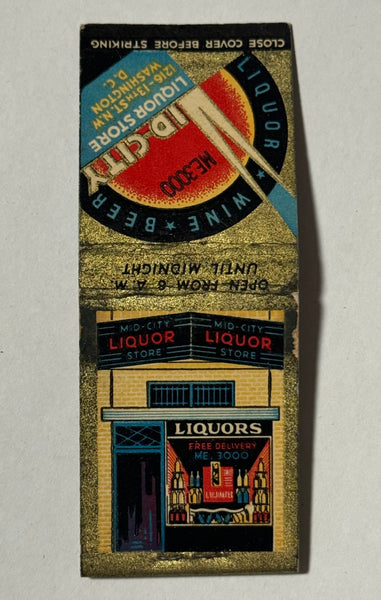 CLOSE COVER BEFORE STRIKING
MID-CITY
LIQUOR STORE
1216-13TH ST. N.W.
WASHINGTON
D. C.
ME. 3000
LIQUOR ★ WINE ★ BEER
OPEN FROM 6 A. M.
UNTIL MIDNIGHT
MID-CITY
LIQUOR
STORE
MID-CITY
LIQUOR
STORE
LIQUORS
FREE DELIVERY
ME. 3000